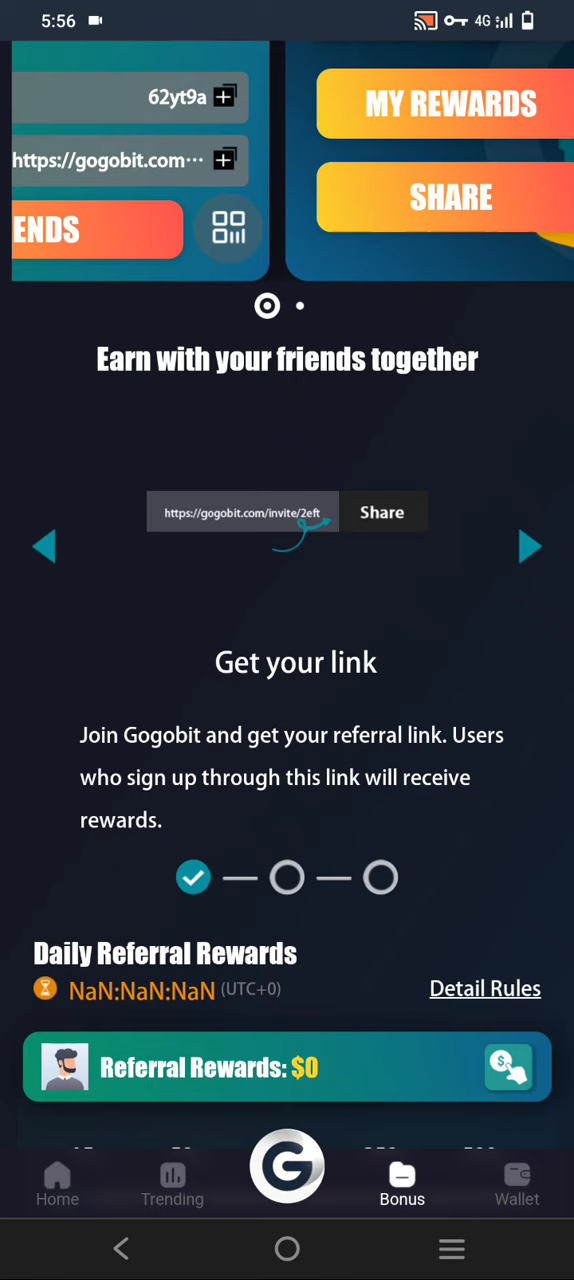 5:56
4G
62yt9a
MY REWARDS
https://gogobit.com···
SHARE
ENDS
Earn with your friends together
https://gogobit.com/invite/2eft
Share
Get your link
Join Gogobit and get your referral link. Users
who sign up through this link will receive
rewards.
Daily Referral Rewards
NaN:NaN:NaN (UTC+0)
Detail Rules
Referral Rewards: $0
Home
Trending
Bonus
Wallet